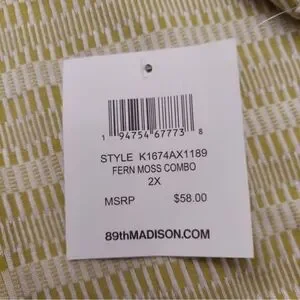 1 94754 67773 8
STYLE K1674AX1189
FERN MOSS COMBO
2X
MSRP $58.00
89thMADISON.COM